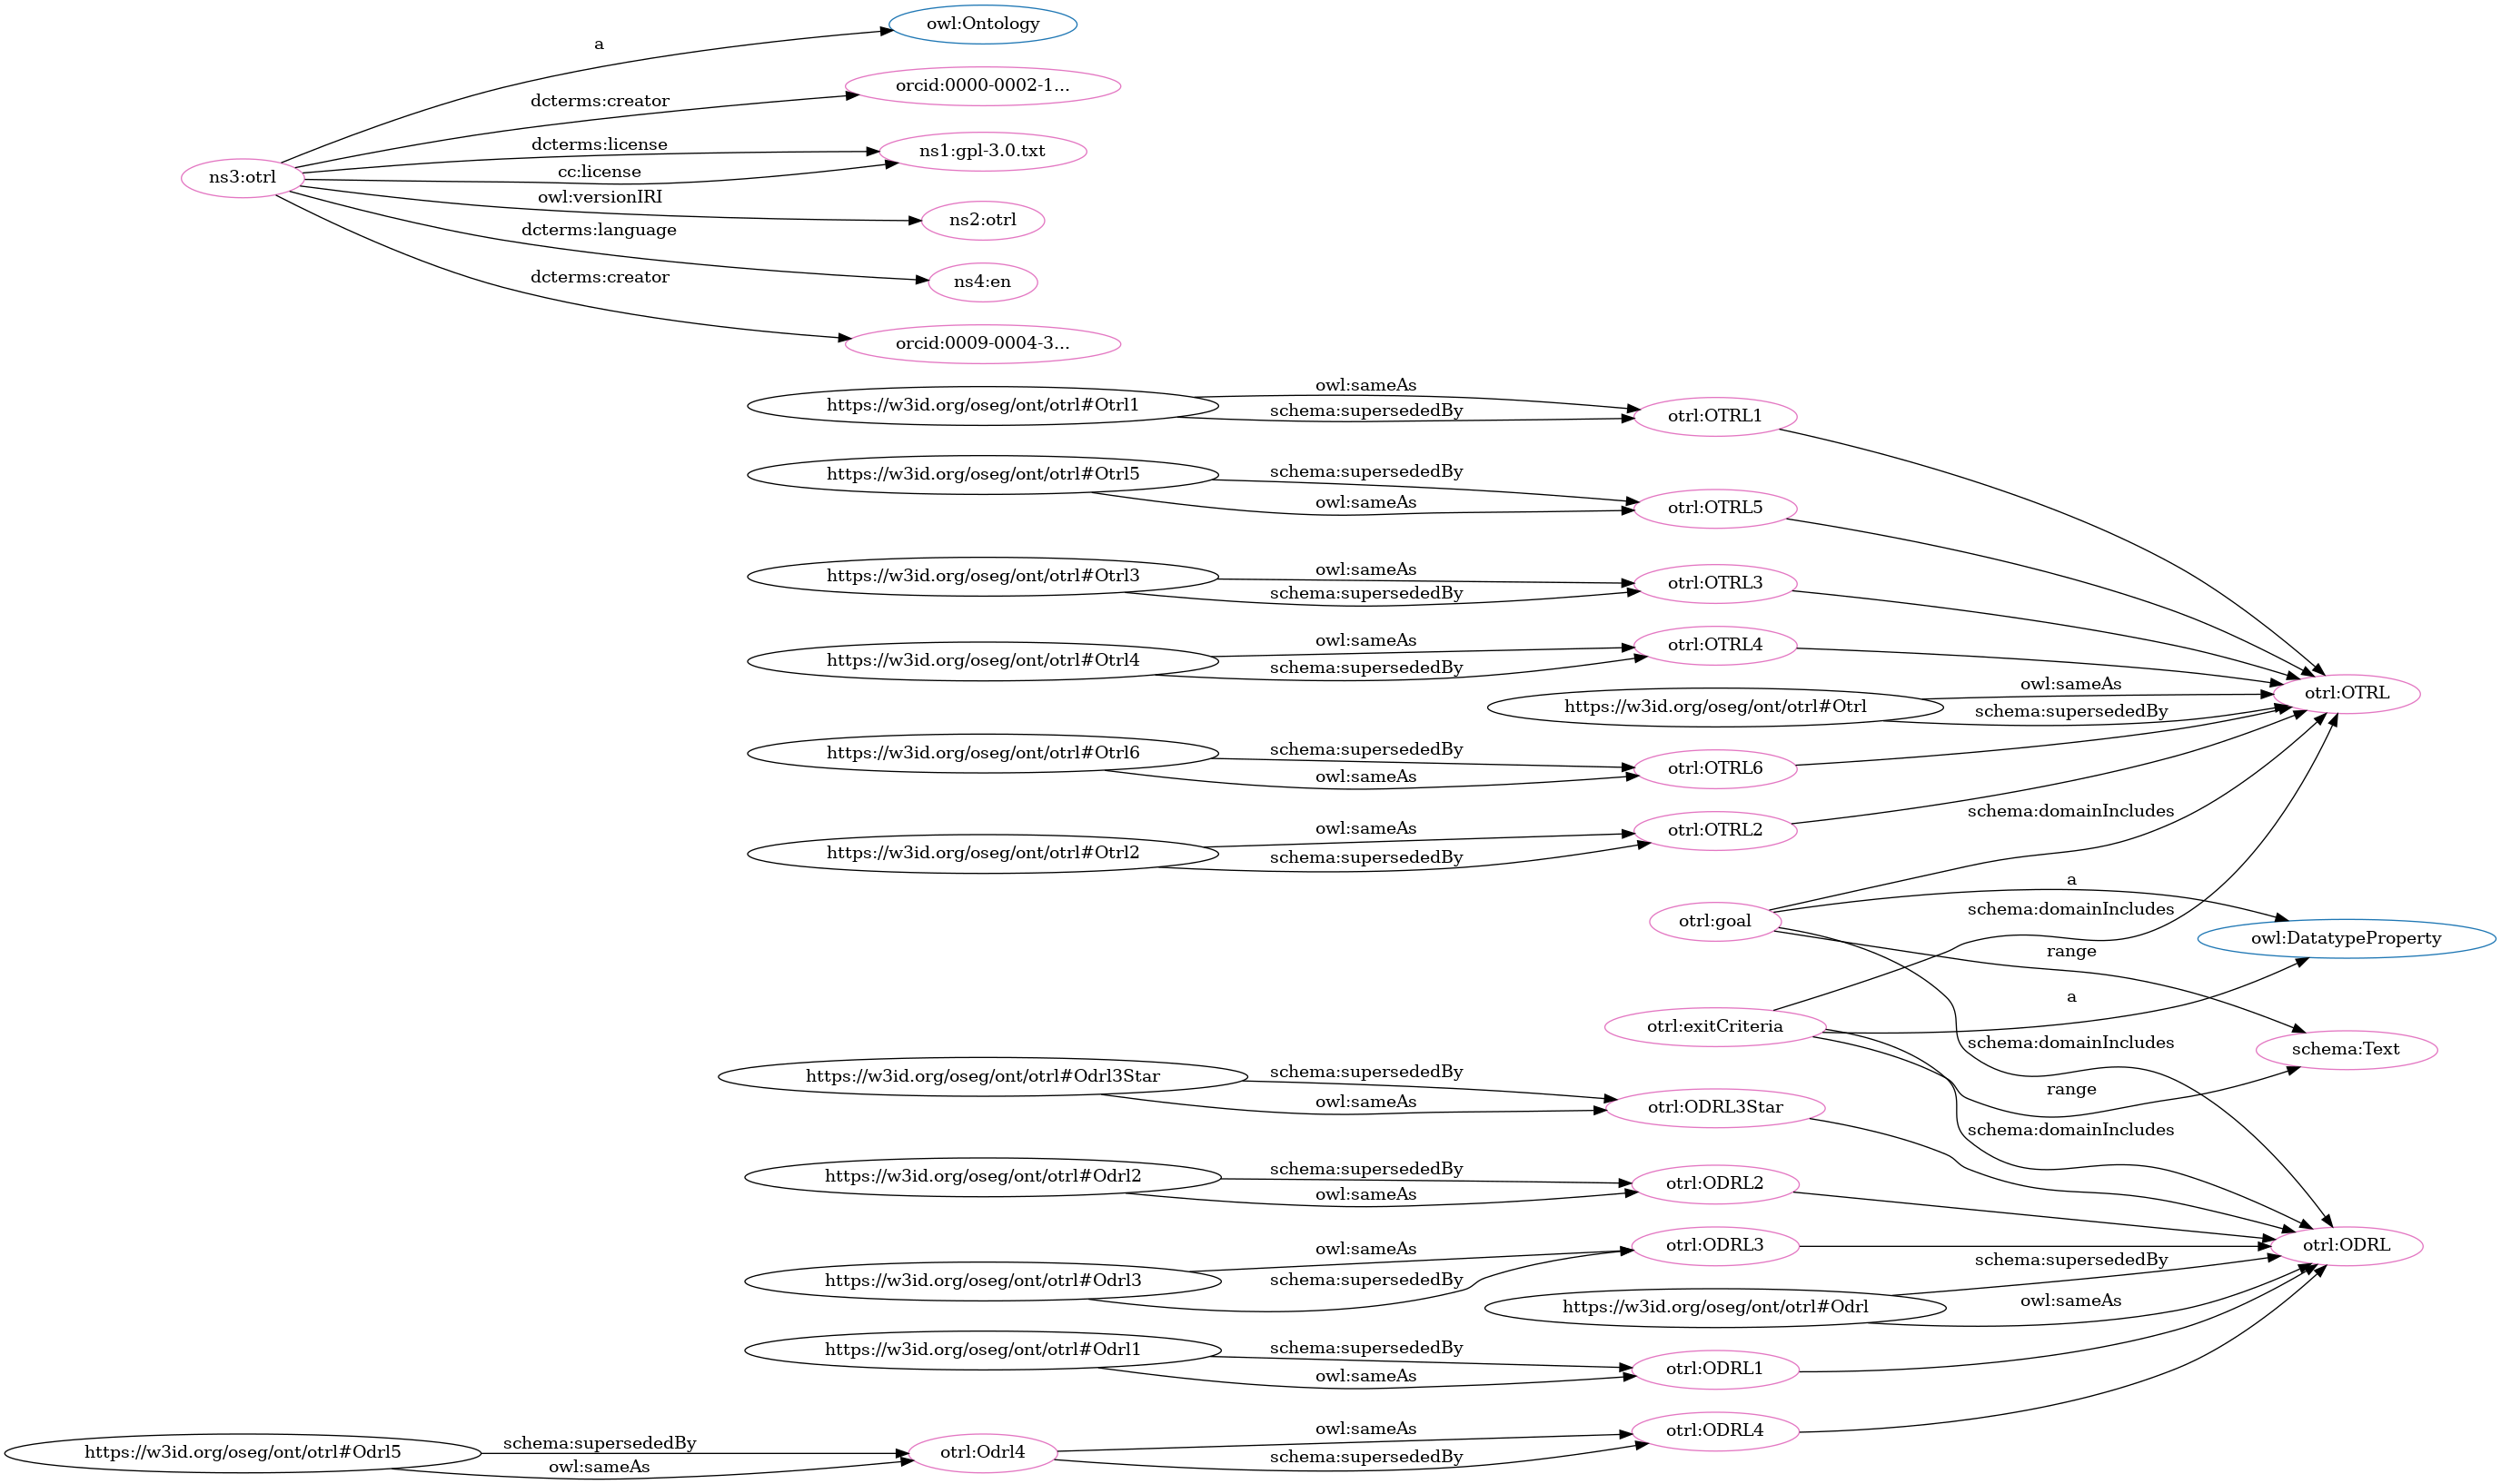 owl:Ontology
a
orcid:0000-0002-1...
dcterms:creator
dcterms:license
ns1:gpl-3.0.txt
cc:license
ns3:otrl
owl:versionIRI
ns2:otrl
dcterms:language
ns4:en
dcterms:creator
orcid:0009-0004-3...
https://w3id.org/oseg/ont/otrl#Otrl1
owl:sameAs
schema:supersededBy
otrl:OTRL1
https://w3id.org/oseg/ont/otrl#Otrl5
schema:supersededBy
owl:sameAs
otrl:OTRL5
https://w3id.org/oseg/ont/otrl#Otrl3
owl:sameAs
schema:supersededBy
otrl:OTRL3
https://w3id.org/oseg/ont/otrl#Otrl4
owl:sameAs
schema:supersededBy
otrl:OTRL4
https://w3id.org/oseg/ont/otrl#Otrl
owl:sameAs
schema:supersededBy
otrl:OTRL
https://w3id.org/oseg/ont/otrl#Otrl6
schema:supersededBy
owl:sameAs
otrl:OTRL6
https://w3id.org/oseg/ont/otrl#Otrl2
owl:sameAs
schema:supersededBy
otrl:OTRL2
schema:domainIncludes
otrl:goal
a
schema:domainIncludes
owl:DatatypeProperty
range
otrl:exitCriteria
a
schema:domainIncludes
schema:Text
range
schema:domainIncludes
https://w3id.org/oseg/ont/otrl#Odrl3Star
schema:supersededBy
owl:sameAs
otrl:ODRL3Star
https://w3id.org/oseg/ont/otrl#Odrl2
schema:supersededBy
owl:sameAs
otrl:ODRL2
https://w3id.org/oseg/ont/otrl#Odrl3
owl:sameAs
schema:supersededBy
otrl:ODRL3
otrl:ODRL
https://w3id.org/oseg/ont/otrl#Odrl
schema:supersededBy
owl:sameAs
https://w3id.org/oseg/ont/otrl#Odrl1
schema:supersededBy
owl:sameAs
otrl:ODRL1
https://w3id.org/oseg/ont/otrl#Odrl5
schema:supersededBy
owl:sameAs
otrl:Odrl4
owl:sameAs
schema:supersededBy
otrl:ODRL4